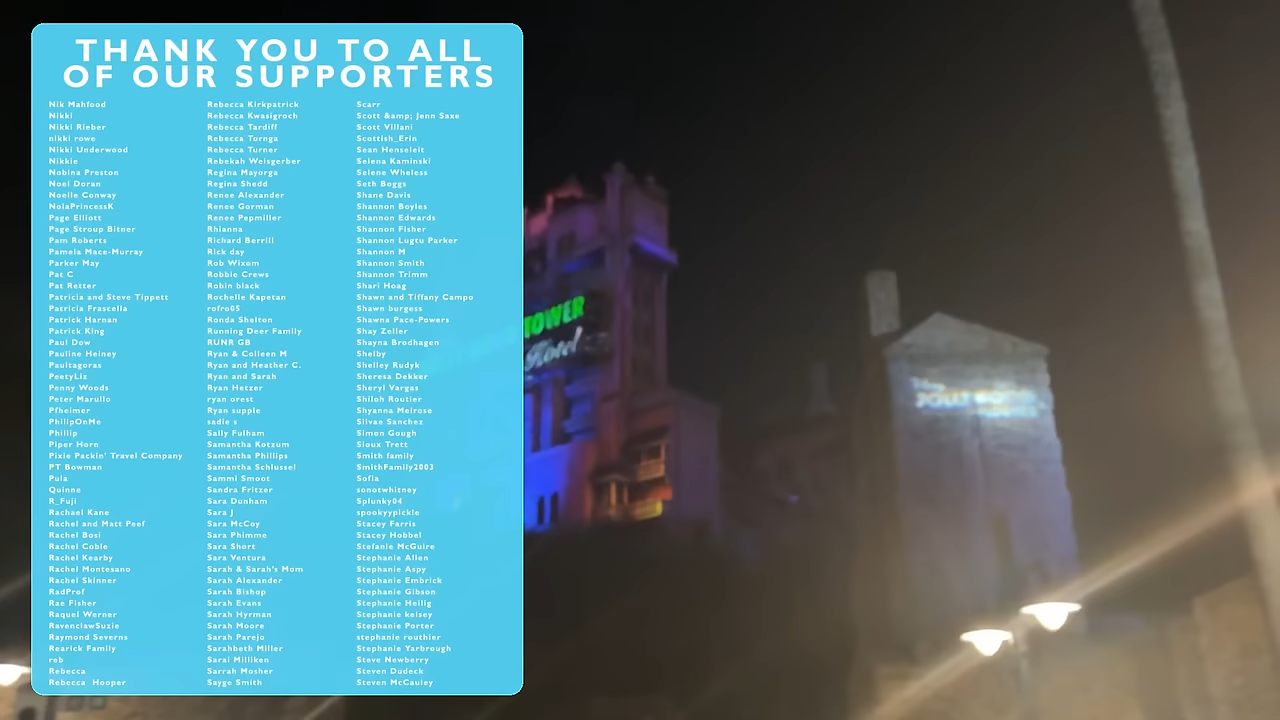 THANK YOU TO ALL
OF OUR SUPPORTERS
Nik Mahfood
Nikki
Nikki Rieber
nikki rowe
Nikki Underwood
Nikkie
Nobina Preston
Noel Doran
Noelle Conway
NolaPrincessK
Page Elliott
Page Stroup Bitner
Pam Roberts
Pamela Mace-Murray
Parker May
Pat C
Pat Retter
Patricia and Steve Tippett
Patricia Frascella
Patrick Harnan
Patrick King
Paul Dow
Pauline Heiney
Paultagoras
PeetyLiz
Penny Woods
Peter Marullo
Pfheimer
PhilipOnMe
Phillip
Piper Horn
Pixie Packin' Travel Company
PT Bowman
Pula
Quinne
R_Fuji
Rachael Kane
Rachel and Matt Peef
Rachel Bosi
Rachel Coble
Rachel Kearby
Rachel Montesano
Rachel Skinner
RadProf
Rae Fisher
Raquel Werner
RavenclawSuzie
Raymond Severns
Rearick Family
reb
Rebecca
Rebecca  Hooper
Rebecca Kirkpatrick
Rebecca Kwasigroch
Rebecca Tardiff
Rebecca Tornga
Rebecca Turner
Rebekah Weisgerber
Regina Mayorga
Regina Shedd
Renee Alexander
Renee Gorman
Renee Pepmiller
Rhianna
Richard Berrill
Rick day
Rob Wixom
Robbie Crews
Robin black
Rochelle Kapetan
rofro05
Ronda Shelton
Running Deer Family
RUNR GB
Ryan & Colleen M
Ryan and Heather C.
Ryan and Sarah
Ryan Hetzer
ryan orest
Ryan supple
sadie s
Sally Fulham
Samantha Kotzum
Samantha Phillips
Samantha Schlussel
Sammi Smoot
Sandra Fritzer
Sara Dunham
Sara J
Sara McCoy
Sara Phimme
Sara Short
Sara Ventura
Sarah & Sarah's Mom
Sarah Alexander
Sarah Bishop
Sarah Evans
Sarah Hyrman
Sarah Moore
Sarah Parejo
Sarahbeth Miller
Sarai Milliken
Sarrah Mosher
Sayge Smith
Scarr
Scott &amp; Jenn Saxe
Scott Villani
Scottish_Erin
Sean Henseleit
Selena Kaminski
Selene Wheless
Seth Boggs
Shane Davis
Shannon Boyles
Shannon Edwards
Shannon Fisher
Shannon Lugtu Parker
Shannon M
Shannon Smith
Shannon Trimm
Shari Hoag
Shawn and Tiffany Campo
Shawn burgess
Shawna Pace-Powers
Shay Zeller
Shayna Brodhagen
Shelby
Shelley Rudyk
Sheresa Dekker
Sheryl Vargas
Shiloh Routier
Shyanna Melrose
Silvae Sanchez
Simon Gough
Sioux Trett
Smith family
SmithFamily2003
Sofia
sonotwhitney
Splunky04
spookyypickle
Stacey Farris
Stacey Hobbel
Stefanie McGuire
Stephanie Allen
Stephanie Aspy
Stephanie Embrick
Stephanie Gibson
Stephanie Heilig
Stephanie kelsey
Stephanie Porter
stephanie routhier
Stephanie Yarbrough
Steve Newberry
Steven Dudeck
Steven McCauley
TOWER
Hotel